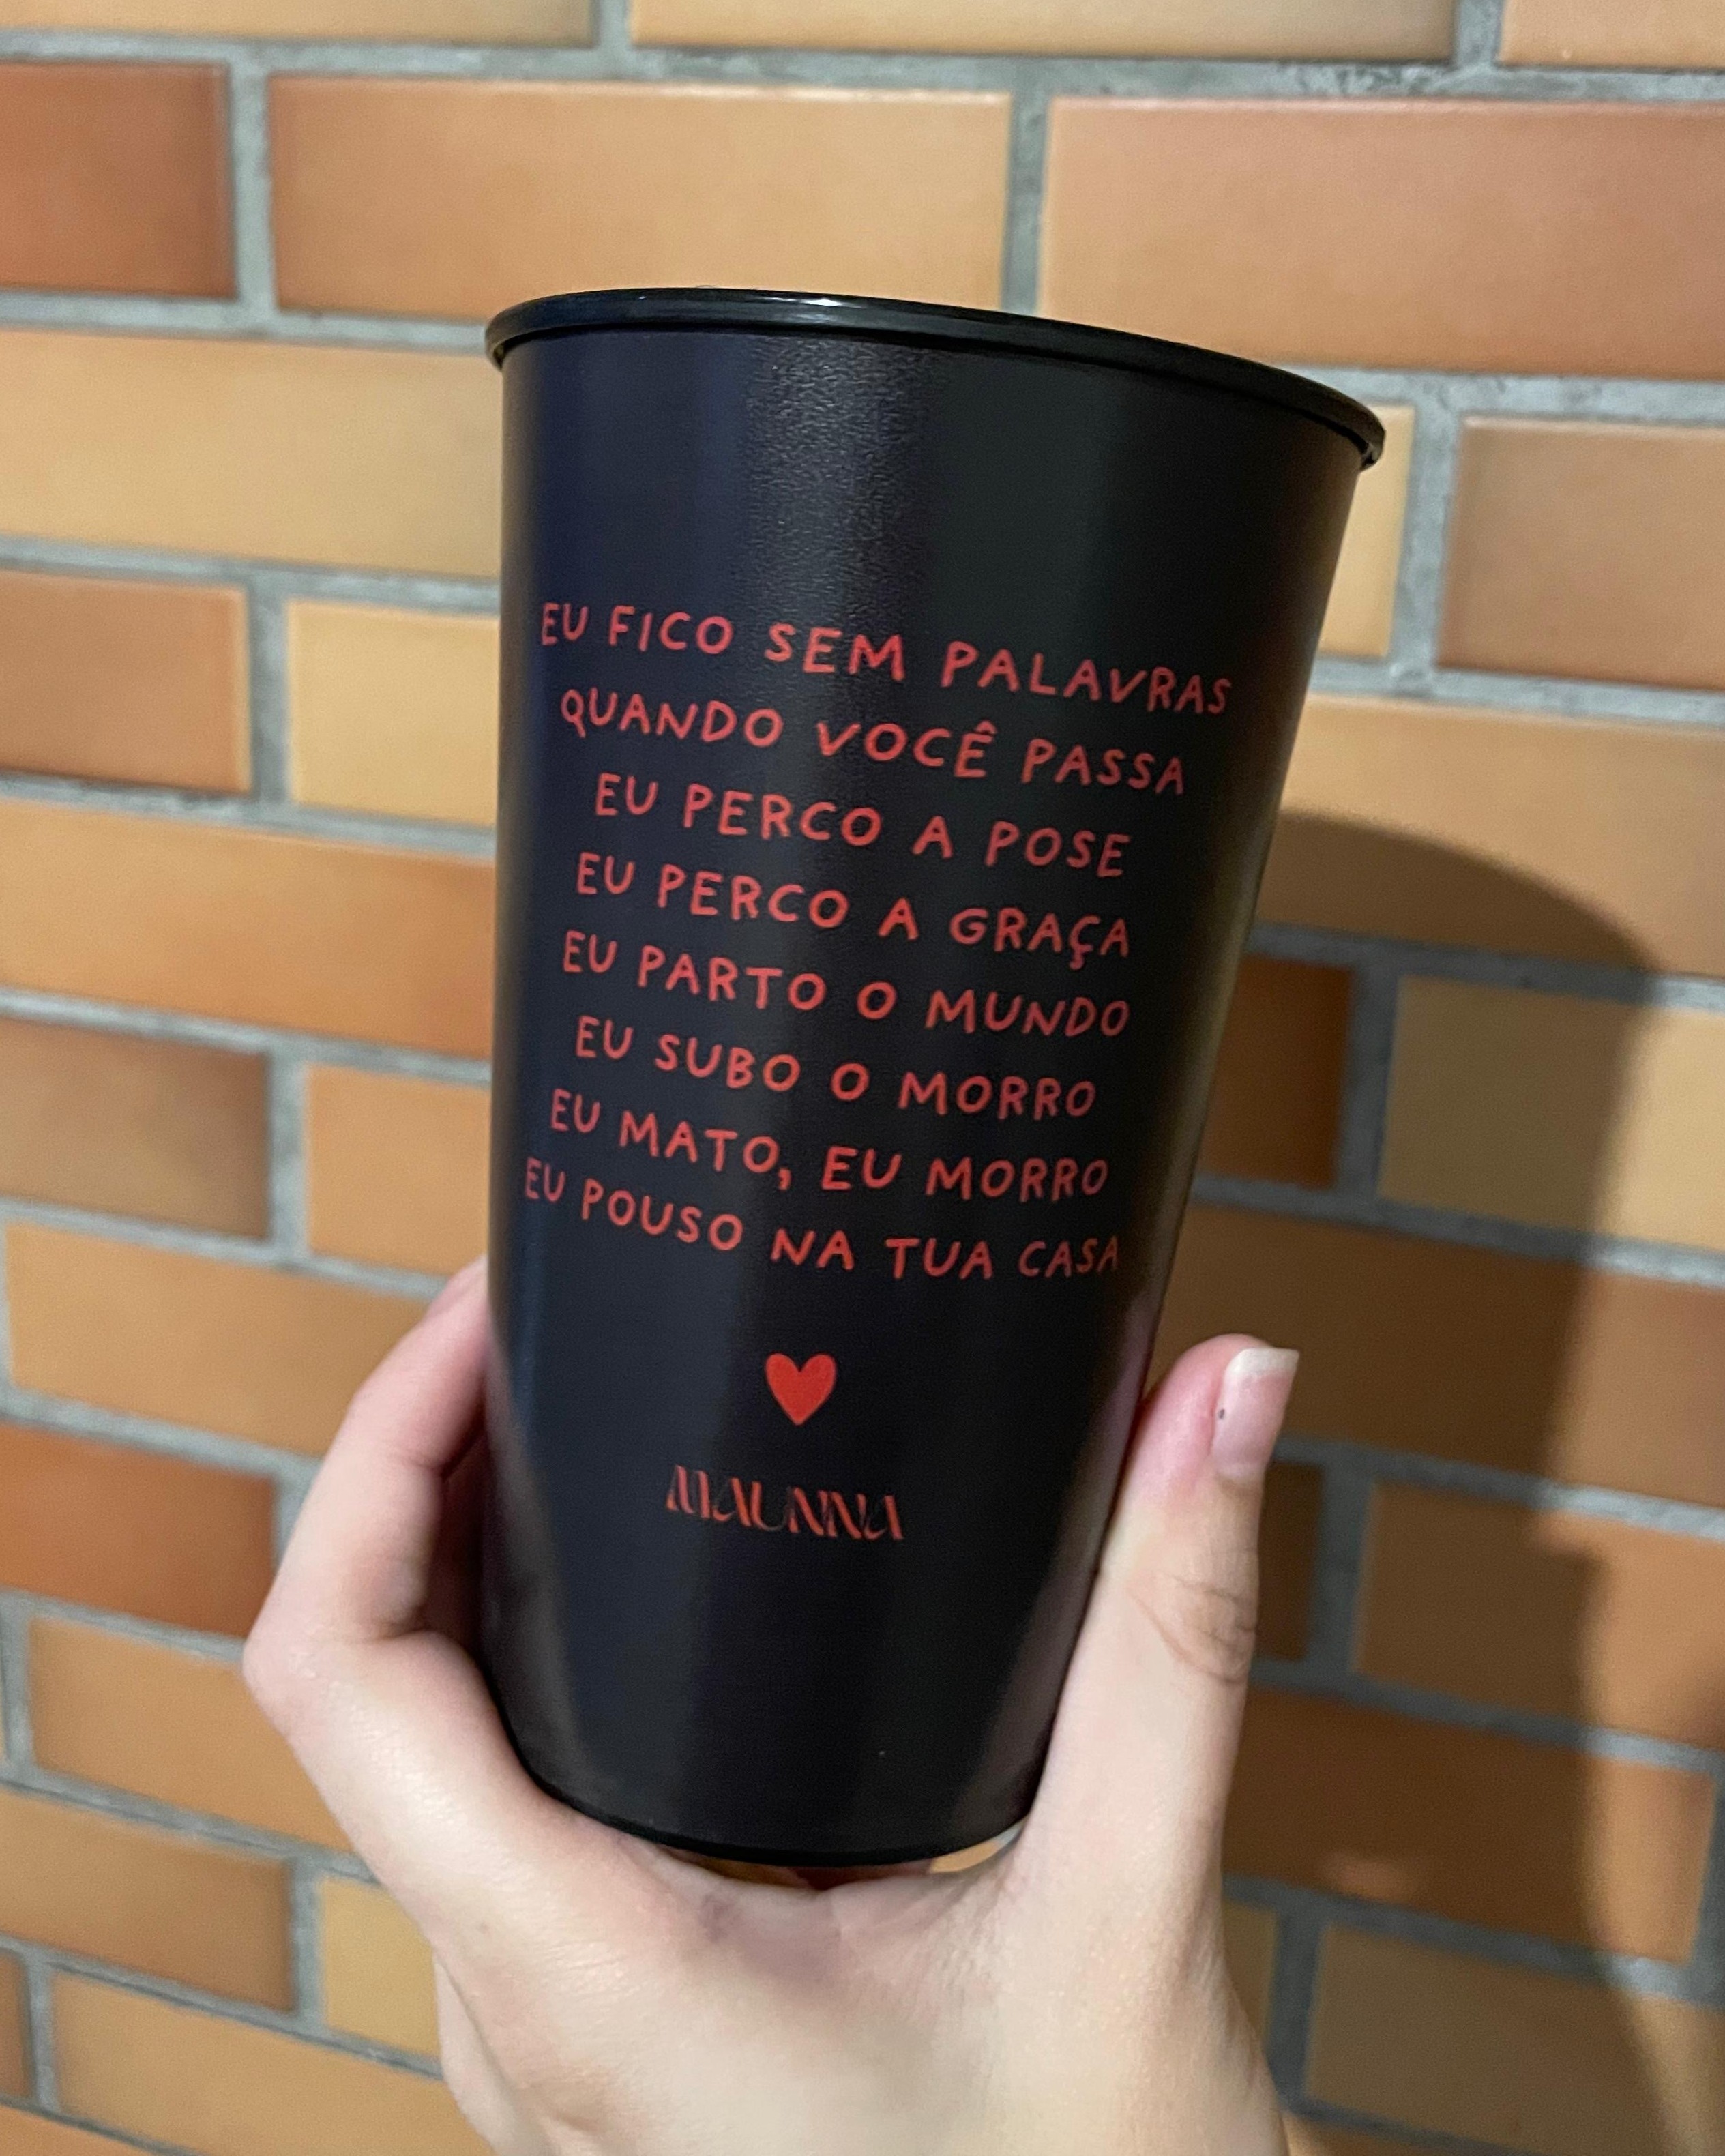 EU FICO SEM PALAVRAS
QUANDO VOCÊ PASSA
EU PERCO A POSE
EU PERCO A GRAÇA
EU PARTO O MUNDO
EU SUBO O MORRO
EU MATO, EU MORRO
EU POUSO NA TUA CASA
MAUNNA